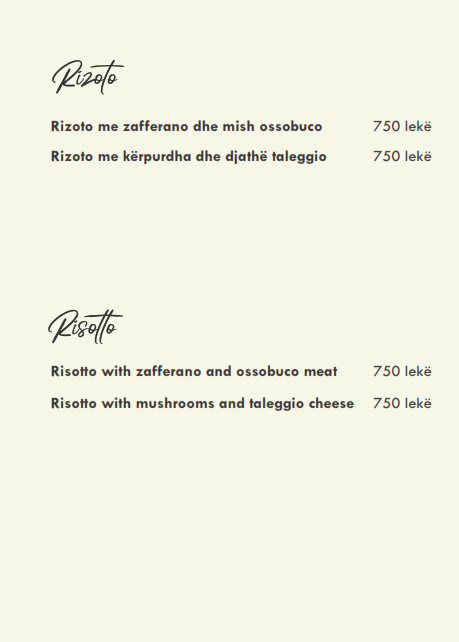 Rizoto
Rizoto me zafferano dhe mish ossobuco 750 lekë
Rizoto me kërpurdha dhe djathë taleggio 750 lekë
Risotto
Risotto with zafferano and ossobuco meat 750 lekë
Risotto with mushrooms and taleggio cheese 750 lekë